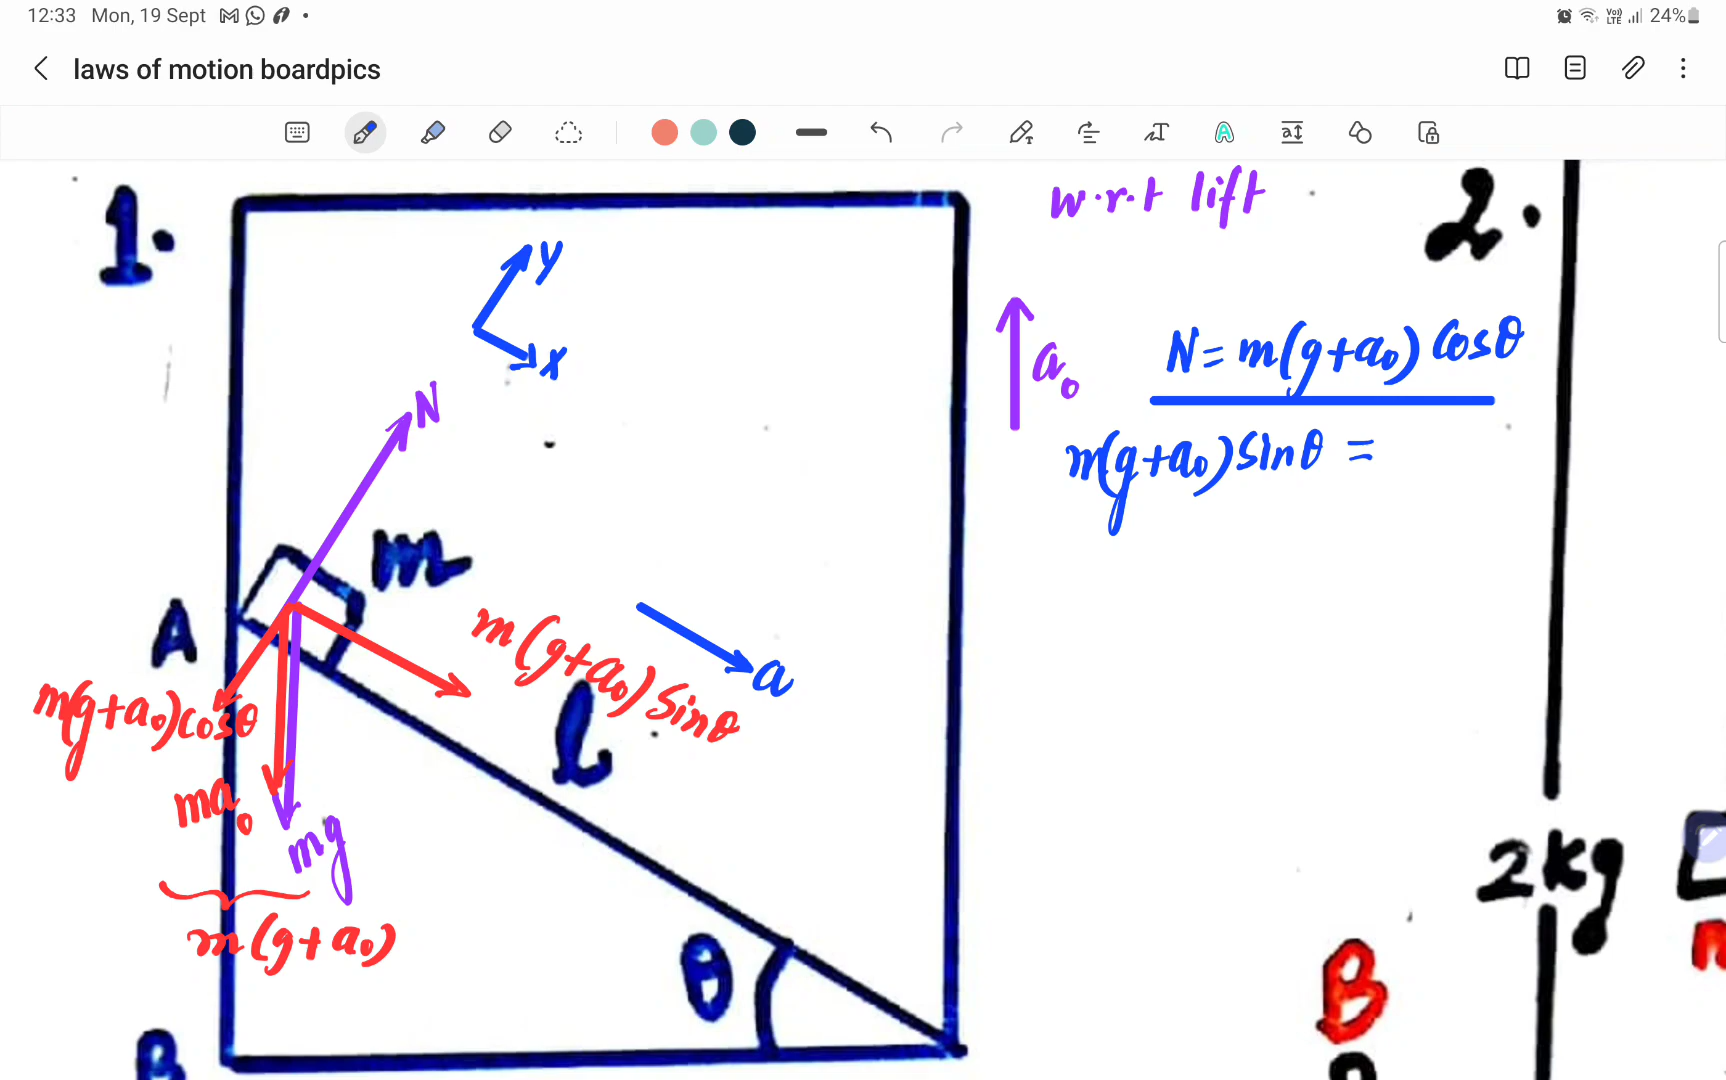 12:33 Mon, 19 Sept
24%
laws of motion boardpics
1.
w.r.t lift
2.
y
x
a₀
N = m(g+a₀) cosθ
m(g+a₀) sinθ =
N
m
A
m(g+a₀) sinθ
a
m(g+a₀) cosθ
l
ma₀
mg
m(g+a₀)
θ
2kg
B
B